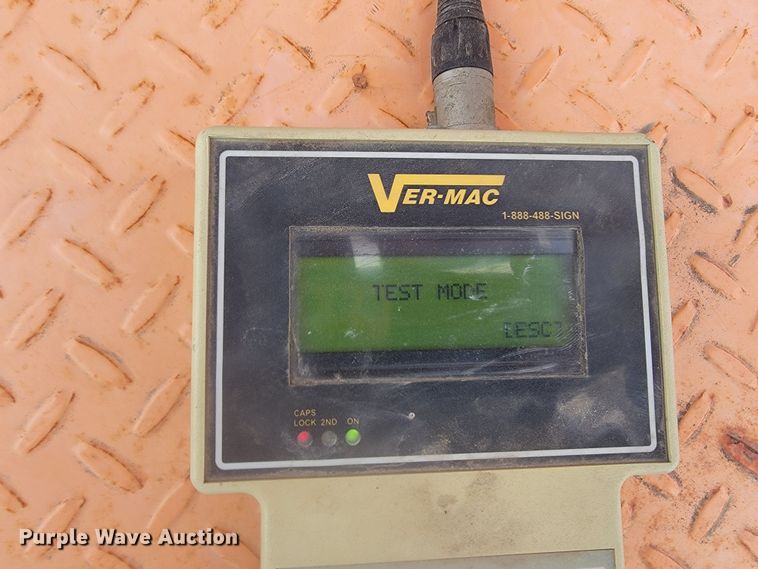 VER-MAC
1-888-488-SIGN
TEST MODE
[ESC]
CAPS
LOCK 2ND ON
Purple Wave Auction